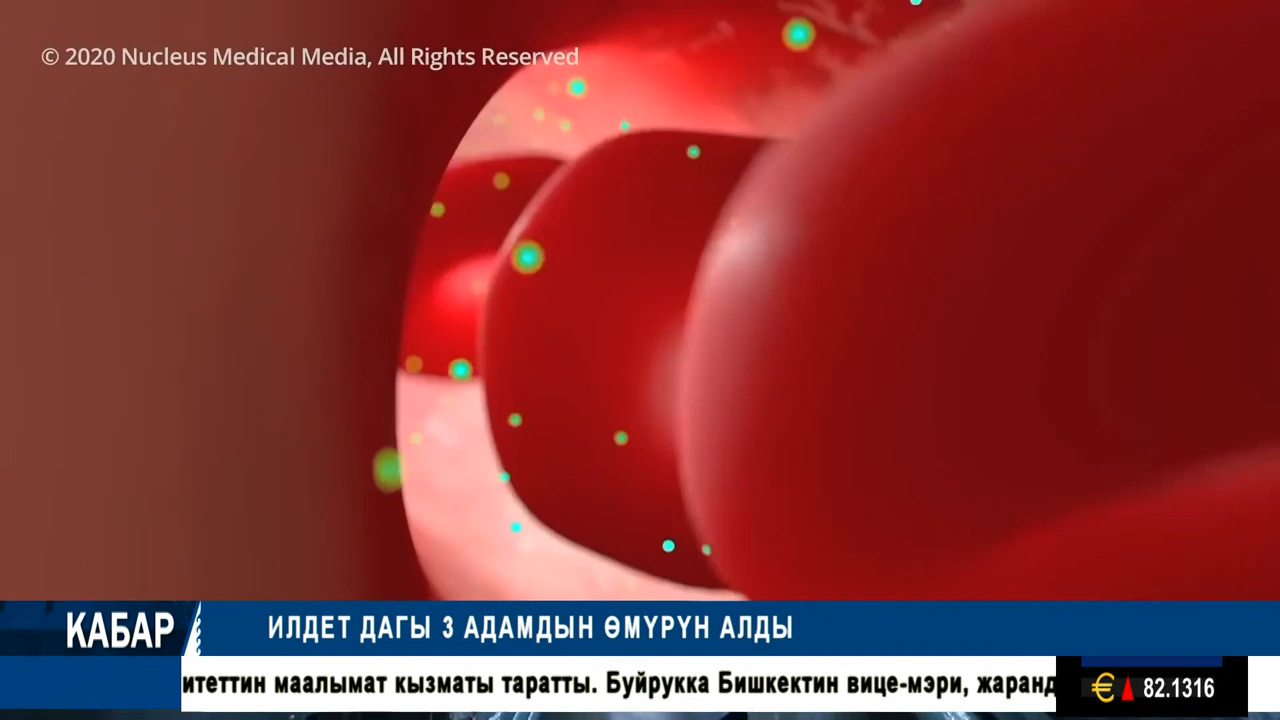 © 2020 Nucleus Medical Media, All Rights Reserved
КАБАР
ИЛДЕТ ДАГЫ 3 АДАМДЫН ӨМҮРҮН АЛДЫ
итеттин маалымат кызматы таратты. Буйрукка Бишкектин вице-мэри, жаранд
€ 82.1316